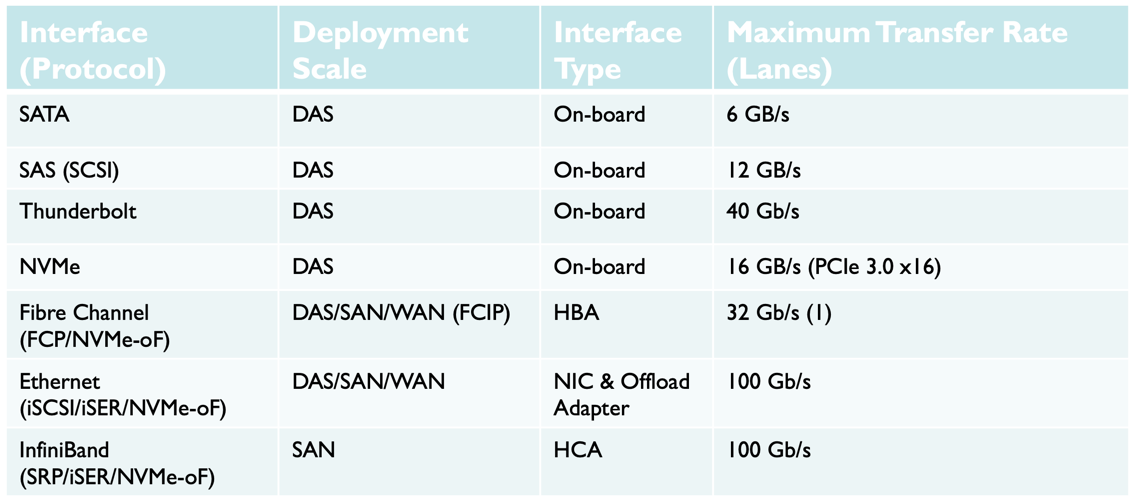 Interface (Protocol)
Deployment Scale
Interface Type
Maximum Transfer Rate (Lanes)
SATA
DAS
On-board
6 GB/s
SAS (SCSI)
DAS
On-board
12 GB/s
Thunderbolt
DAS
On-board
40 Gb/s
NVMe
DAS
On-board
16 GB/s (PCIe 3.0 x16)
Fibre Channel
(FCP/NVMe-oF)
DAS/SAN/WAN (FCIP)
HBA
32 Gb/s (1)
Ethernet
(iSCSI/iSER/NVMe-oF)
DAS/SAN/WAN
NIC & Offload
Adapter
100 Gb/s
InfiniBand
(SRP/iSER/NVMe-oF)
SAN
HCA
100 Gb/s